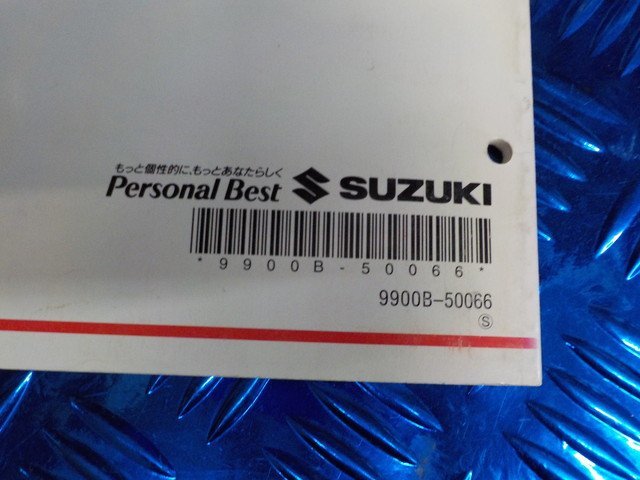 もっと個性的に、もっとあなたらしく
Personal Best SUZUKI
*9900B-50066*
9900B-50066
S